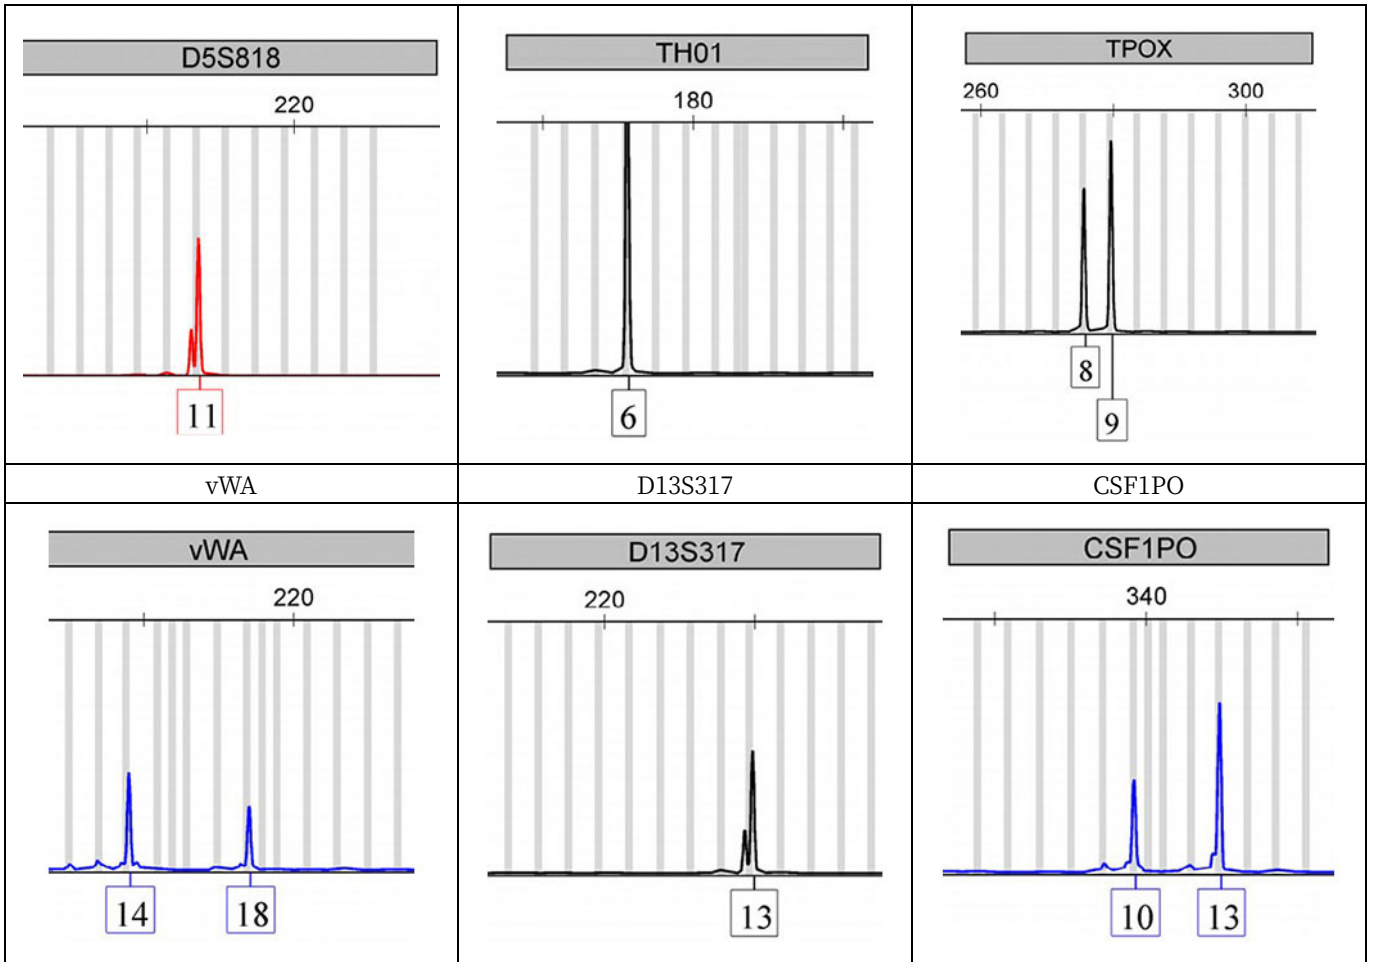 D5S818
220
11
TH01
180
6
TPOX
260 300
8
9
vWA
D13S317
CSF1PO
vWA
220
14 18
D13S317
220
13
CSF1PO
340
10 13